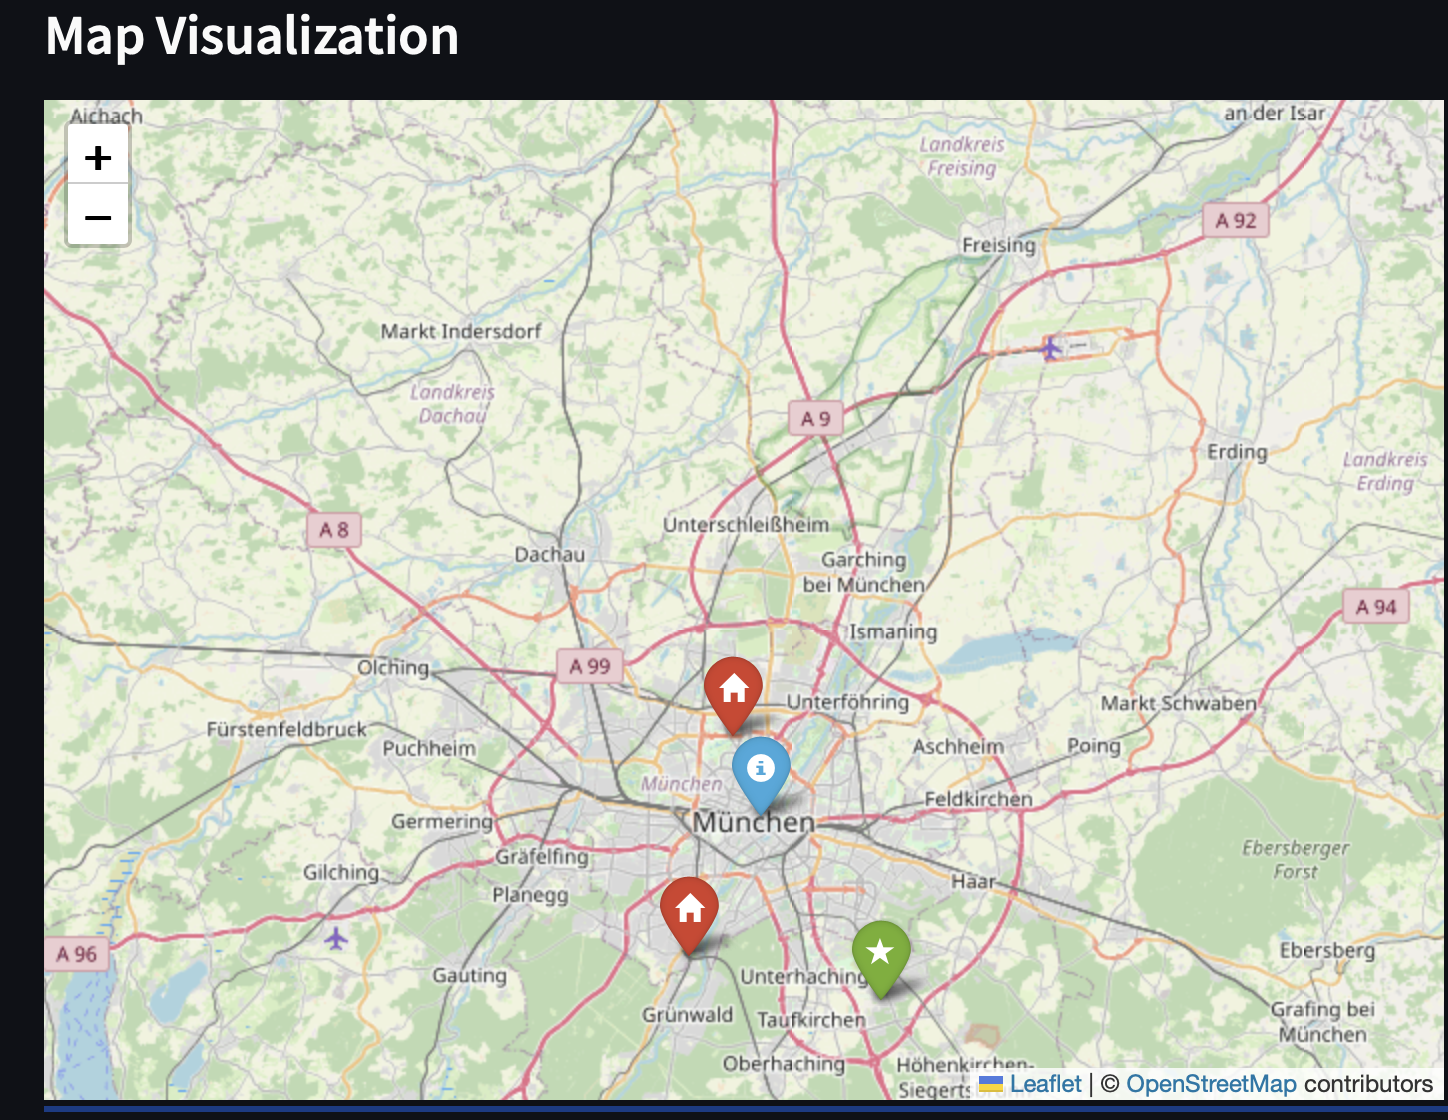 Map Visualization
Aichach
an der Isar
+
−
Landkreis
Freising
A 92
Freising
Markt Indersdorf
Landkreis
Dachau
A 9
Erding
Landkreis
Erding
A 8
Unterschleißheim
Dachau
Garching
bei München
A 94
Ismaning
Olching
A 99
Unterföhring
Markt Schwaben
Fürstenfeldbruck
Puchheim
Aschheim
Poing
München
Feldkirchen
Germering
München
Gräfelfing
Ebersberger
Forst
Gilching
Planegg
Haar
A 96
Ebersberg
Gauting
Unterhaching
Grünwald
Taufkirchen
Grafing bei
München
Oberhaching
Höhenkirchen-
Leaflet | © OpenStreetMap contributors